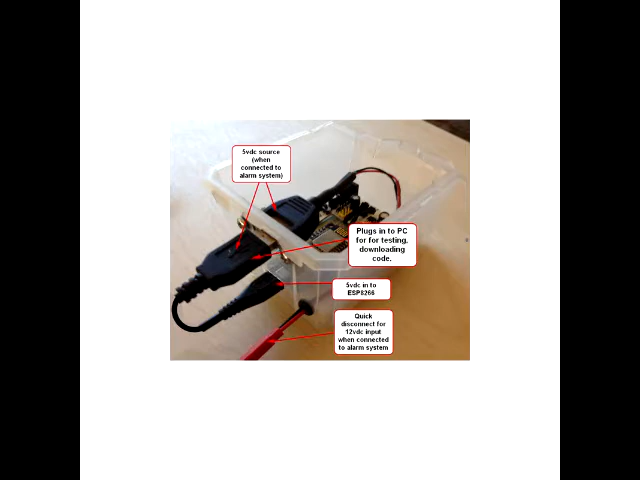 5vdc source
(when
connected to
alarm system)
Plugs in to PC
for for testing,
downloading
code.
5vdc in to
ESP8266
Quick
disconnect for
12vdc input
when connected
to alarm system